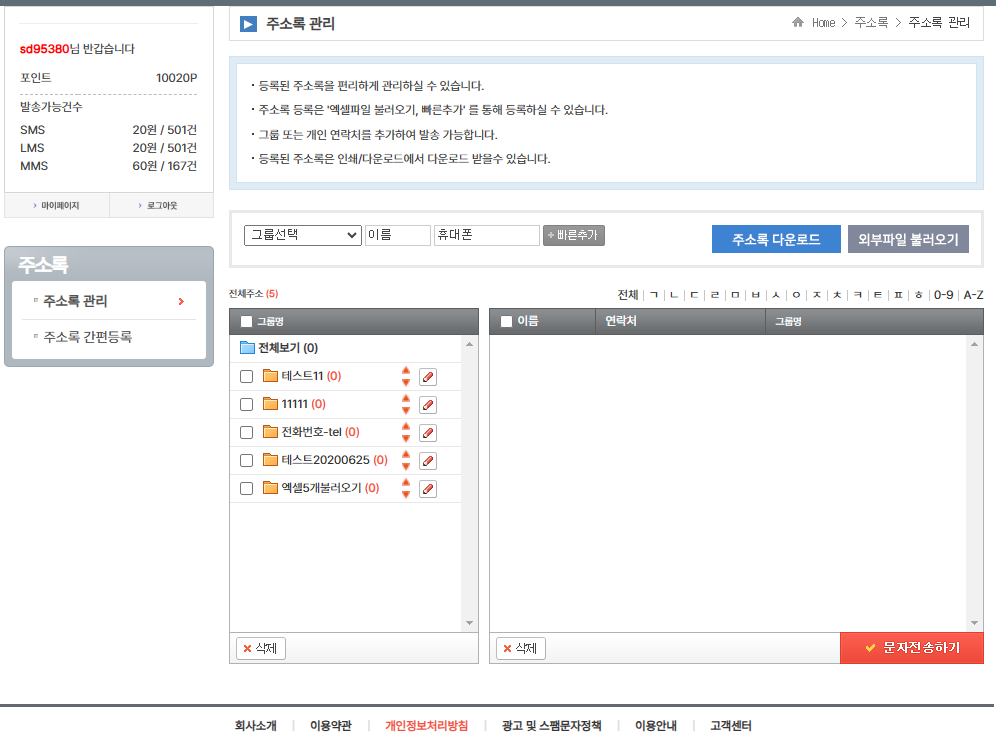 주소록 관리
Home > 주소록 > 주소록 관리
sd95380님 반갑습니다
포인트 10020P
발송가능건수
SMS 20원 / 501건
LMS 20원 / 501건
MMS 60원 / 167건
› 마이페이지 › 로그아웃
주소록
주소록 관리
주소록 간편등록
· 등록된 주소록을 편리하게 관리하실 수 있습니다.
· 주소록 등록은 '엑셀파일 불러오기, 빠른추가' 를 통해 등록하실 수 있습니다.
· 그룹 또는 개인 연락처를 추가하여 발송 가능합니다.
· 등록된 주소록은 인쇄/다운로드에서 다운로드 받을수 있습니다.
그룹선택 이름 휴대폰 + 빠른추가 주소록 다운로드 외부파일 불러오기
전체주소 (5)
전체 | ㄱ | ㄴ | ㄷ | ㄹ | ㅁ | ㅂ | ㅅ | ㅇ | ㅈ | ㅊ | ㅋ | ㅌ | ㅍ | ㅎ | 0-9 | A-Z
그룹명
전체보기 (0)
테스트11 (0)
11111 (0)
전화번호-tel (0)
테스트20200625 (0)
엑셀5개불러오기 (0)
삭제
이름 연락처 그룹명
삭제
문자전송하기
회사소개 | 이용약관 | 개인정보처리방침 | 광고 및 스팸문자정책 | 이용안내 | 고객센터